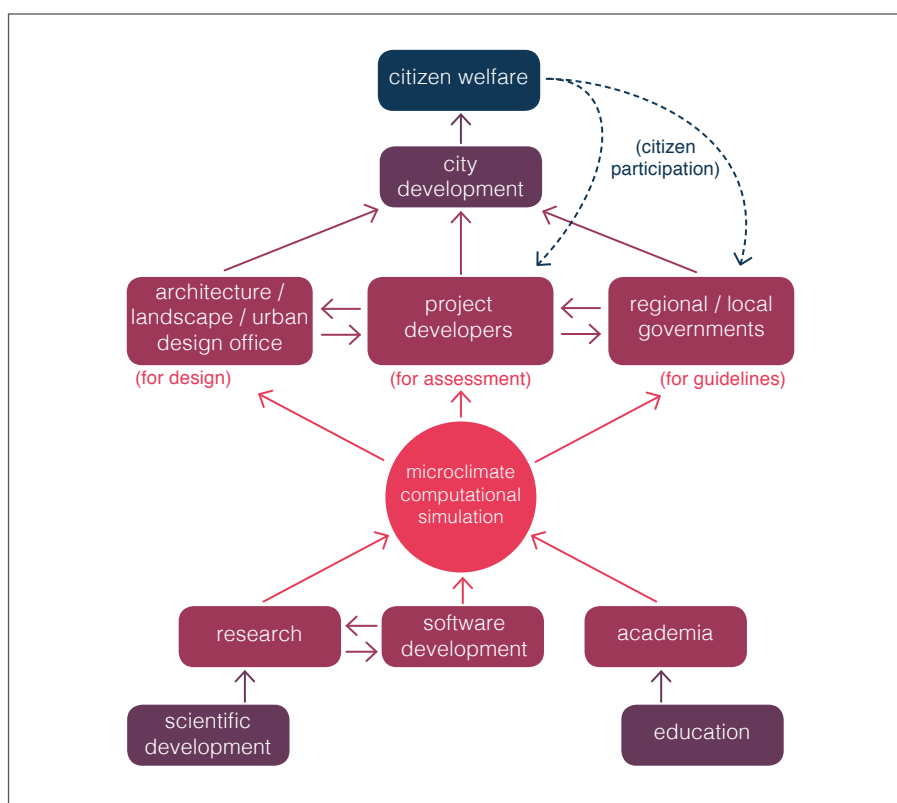 citizen welfare
(citizen
participation)
city
development
architecture /
landscape / urban
design office
project
developers
regional / local
governments
(for design)
(for assessment)
(for guidelines)
microclimate
computational
simulation
research
software
development
academia
scientific
development
education